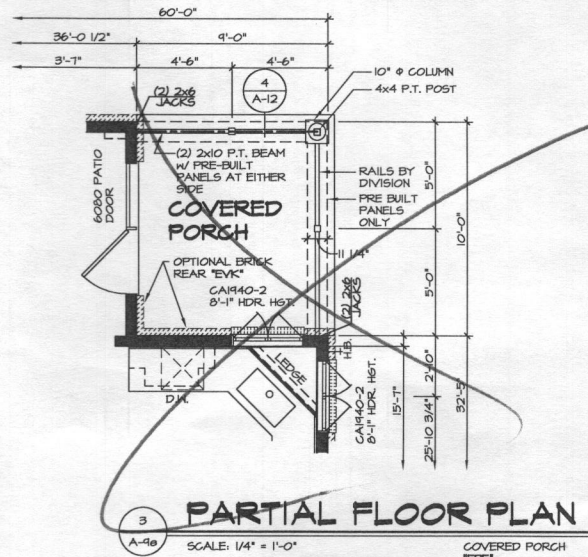 60'-0"
36'-0 1/2"
9'-0"
3'-7"
4'-6"
4'-6"
4
A-12
10" Φ COLUMN
4x4 P.T. POST
(2) 2x6
JACKS
(2) 2x10 P.T. BEAM
W/ PRE-BUILT
PANELS AT EITHER
SIDE
6080 PATIO
DOOR
COVERED
PORCH
RAILS BY
DIVISION
PRE BUILT
PANELS
ONLY
5'-0"
10'-0"
11 1/4"
OPTIONAL BRICK
REAR "EVK"
CA1940-2
8'-1" HDR. HGT.
(2) 2x6
JACKS
5'-0"
H.B.
LEDGE
D.W.
CA1940-2
8'-1" HDR. HGT.
15'-7"
2'-10"
25'-10 3/4"
32'-5"
3
A-9a
PARTIAL FLOOR PLAN
SCALE: 1/4" = 1'-0"
COVERED PORCH